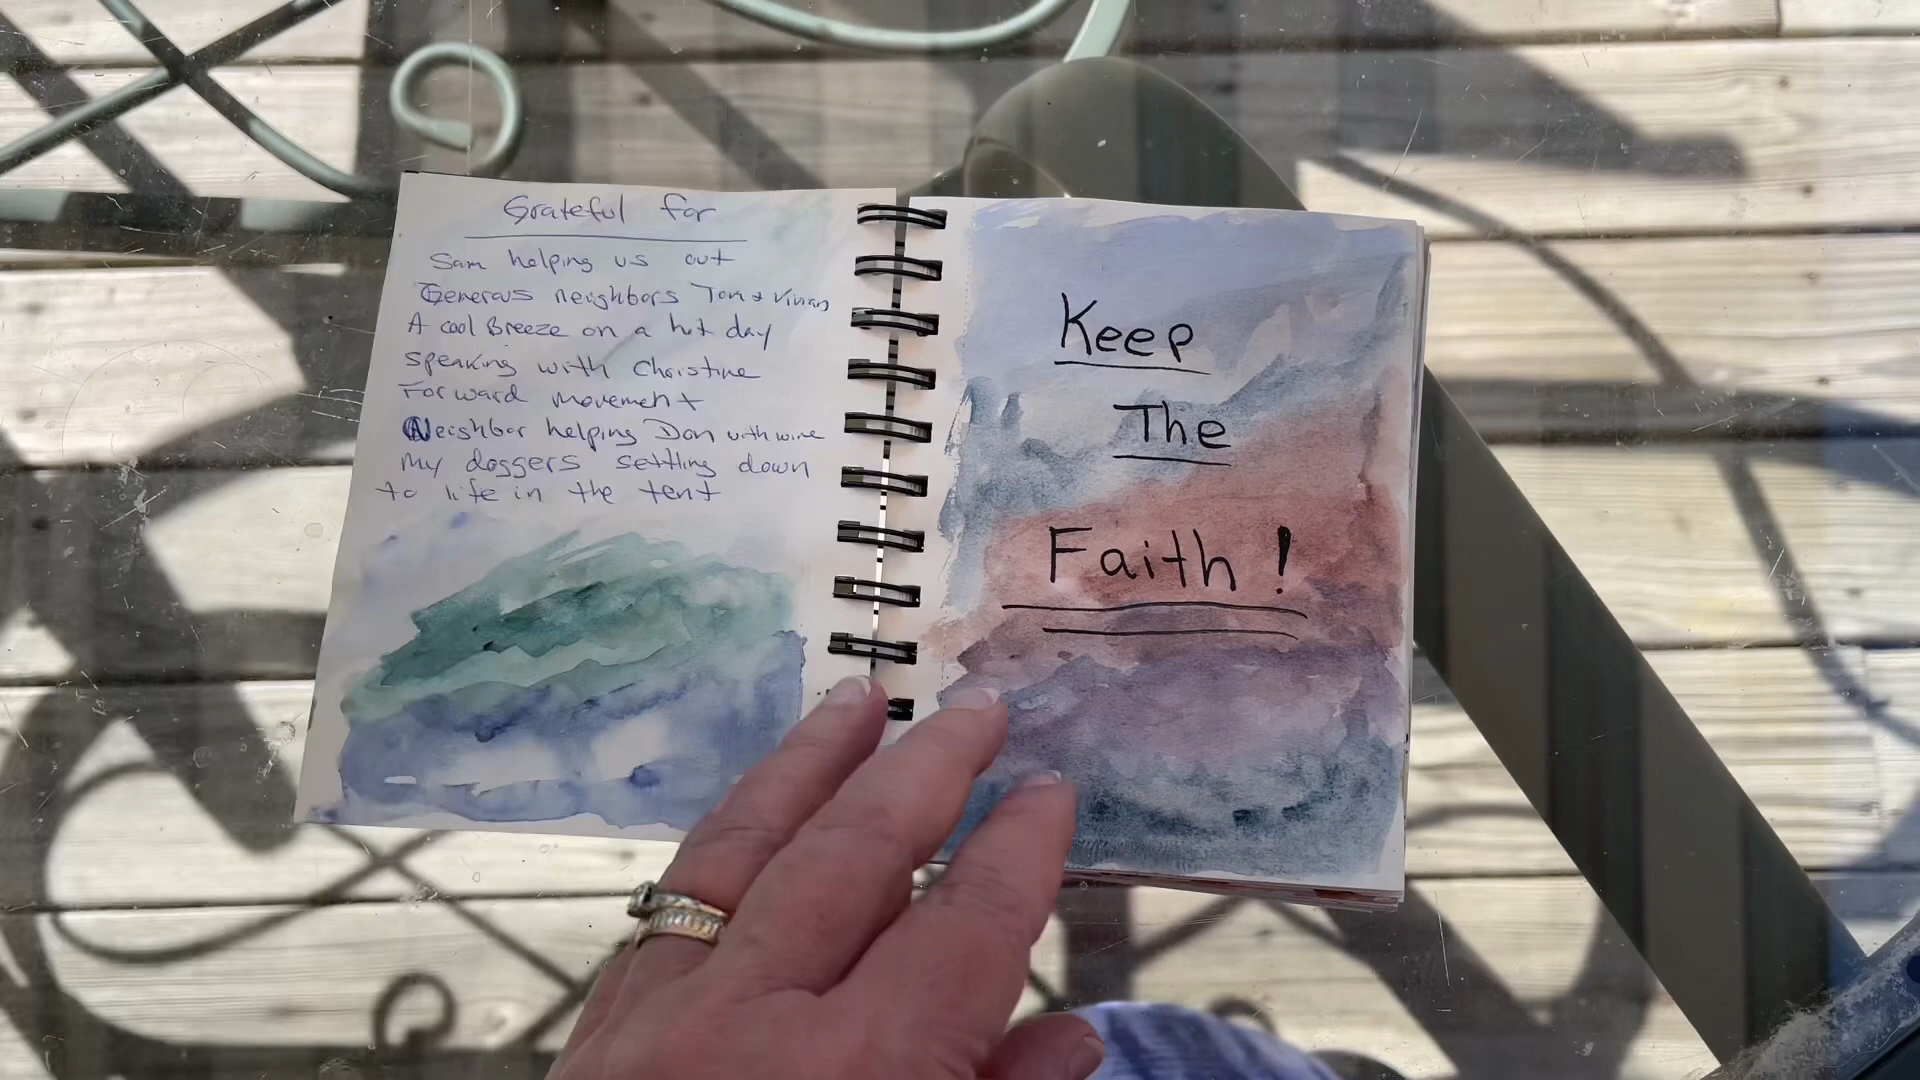 Grateful for
Sam helping us out
Generous neighbors Tom & Vivian
A cool Breeze on a hot day
speaking with Christine
Forward movement
Neighbor helping Dan with wine
My doggers settling down
to life in the tent
Keep
The
Faith!